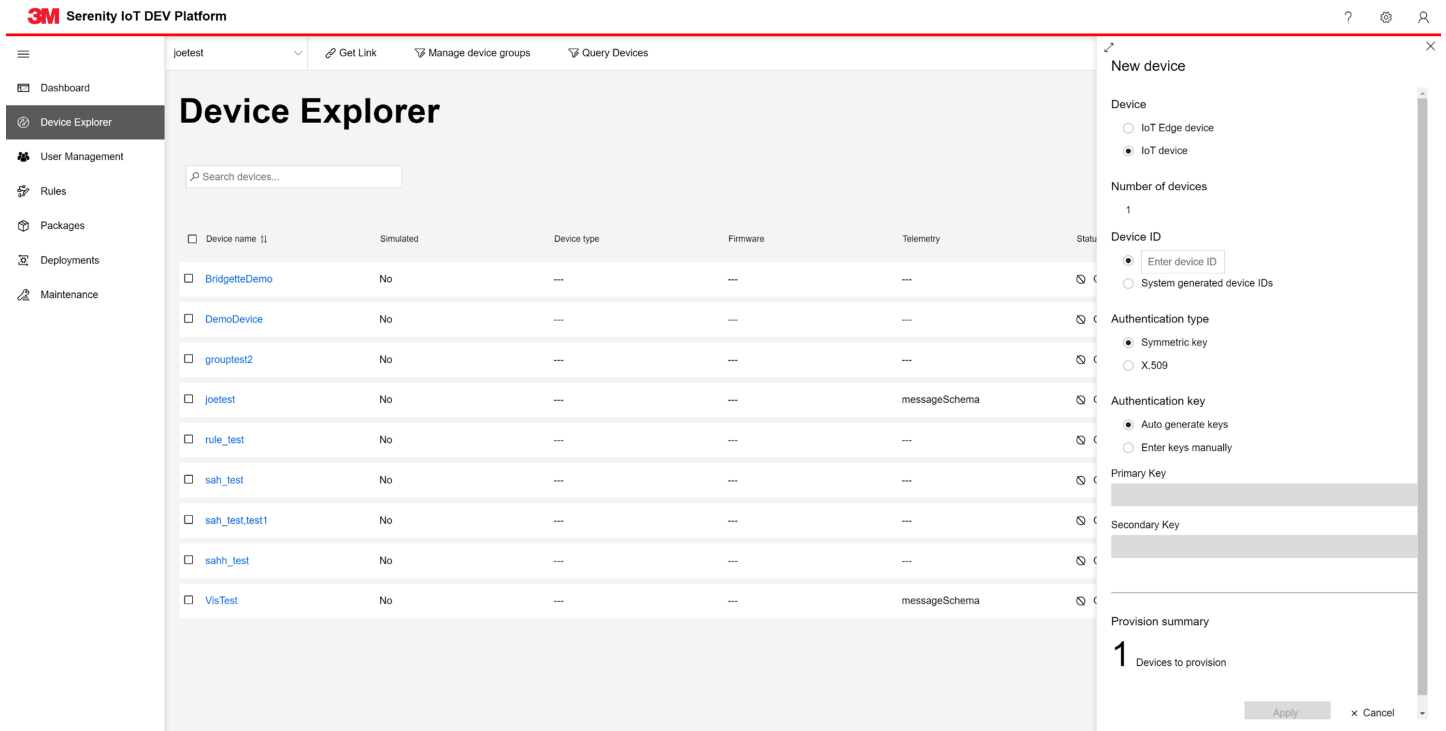 3M Serenity IoT DEV Platform
?
joetest
Get Link
Manage device groups
Query Devices
Dashboard
Device Explorer
User Management
Rules
Packages
Deployments
Maintenance
Device Explorer
Search devices...
Device name Simulated Device type Firmware Telemetry Statu
BridgetteDemo No --- --- ---
DemoDevice No --- --- ---
grouptest2 No --- --- ---
joetest No --- --- messageSchema
rule_test No --- --- ---
sah_test No --- --- ---
sah_test,test1 No --- --- ---
sahh_test No --- --- ---
VisTest No --- --- messageSchema
New device
Device
IoT Edge device
IoT device
Number of devices
1
Device ID
Enter device ID
System generated device IDs
Authentication type
Symmetric key
X.509
Authentication key
Auto generate keys
Enter keys manually
Primary Key
Secondary Key
Provision summary
1 Devices to provision
Apply
Cancel